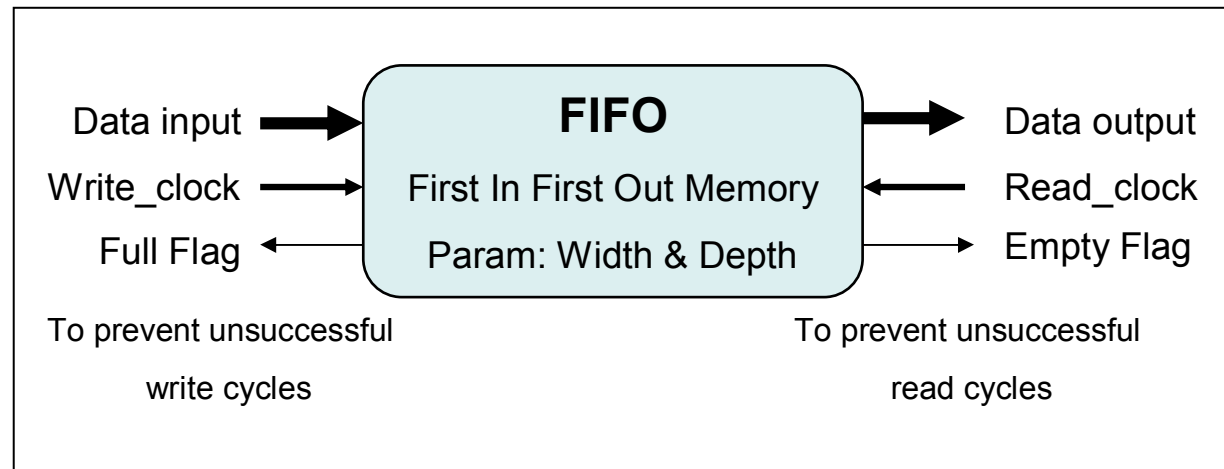 FIFO
Data input
Data output
Write_clock
First In First Out Memory
Read_clock
Full Flag
Param: Width & Depth
Empty Flag
To prevent unsuccessful
write cycles
To prevent unsuccessful
read cycles